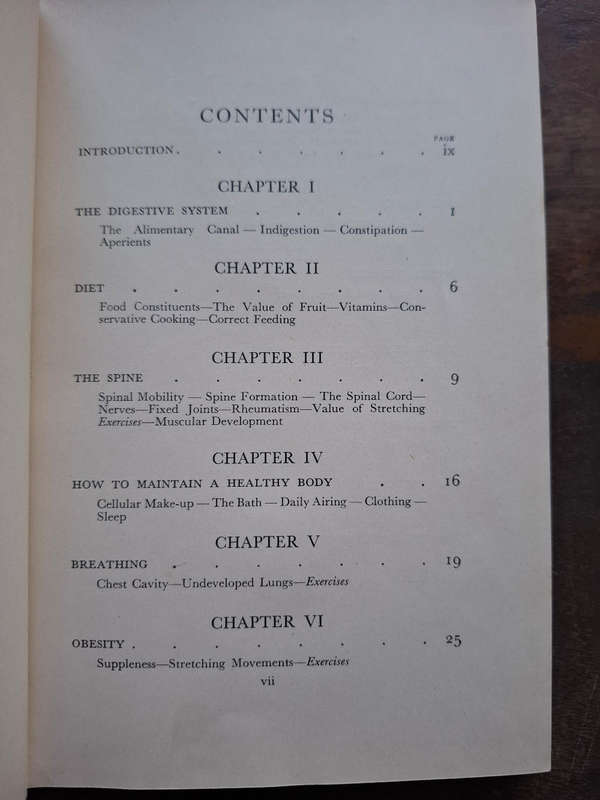 CONTENTS
PAGE
INTRODUCTION . . . . . . . ix
CHAPTER I
THE DIGESTIVE SYSTEM . . . . . 1
The Alimentary Canal — Indigestion — Constipation —
Aperients
CHAPTER II
DIET . . . . . . . . 6
Food Constituents—The Value of Fruit—Vitamins—Con-
servative Cooking—Correct Feeding
CHAPTER III
THE SPINE . . . . . . . 9
Spinal Mobility — Spine Formation — The Spinal Cord—
Nerves—Fixed Joints—Rheumatism—Value of Stretching
Exercises—Muscular Development
CHAPTER IV
HOW TO MAINTAIN A HEALTHY BODY . . 16
Cellular Make-up — The Bath — Daily Airing — Clothing —
Sleep
CHAPTER V
BREATHING . . . . . . . 19
Chest Cavity—Undeveloped Lungs—Exercises
CHAPTER VI
OBESITY . . . . . . . . 25
Suppleness—Stretching Movements—Exercises
vii